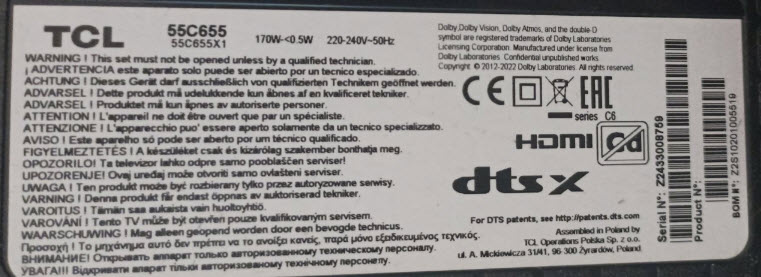 TCL
55C655
55C655X1
170W-<0.5W 220-240V~50Hz
WARNING ! This set must not be opened unless by a qualified technician.
¡ ADVERTENCIA este aparato solo puede ser abierto por un tecnico especializado.
ACHTUNG ! Dieses Gerät darf ausschließlich von qualifizierten Technikern geöffnet werden.
ADVARSEL ! Dette produkt må udelukkende kun åbnes af en kvalificeret tekniker.
ADVARSEL ! Produktet må kun åpnes av autoriserte personer.
ATTENTION ! L'appareil ne doit être ouvert que par un spécialiste.
ATTENZIONE ! L'apparecchio puo' essere aperto solamente da un tecnico specializzato.
AVISO ! Este aparelho só pode ser aberto por um técnico qualificado.
FIGYELMEZTETÉS ! A készüléket csak és kizárólag szakember bonthatja meg.
OPOZORILO! Ta televizor lahko odpre samo pooblaščen serviser!
UPOZORENJE! Ovaj uređaj može otvoriti samo ovlašteni serviser.
UWAGA ! Ten produkt może być rozbierany tylko przez autoryzowane serwisy.
VARNING ! Denna produkt får endast öppnas av auktoriserad tekniker.
VAROITUS ! Tämän saa aukaista vain huoltoyhtiö.
VAROVÁNÍ ! Tento TV může být otevřen pouze kvalifikovaným servisem.
WAARSCHUWING ! Mag alleen geopend worden door een bevoegde technicus.
Προσοχή ! Το μηχάνημα αυτό δεν πρέπει να το ανοίξει κανείς, παρά μόνο εξειδικευμένος τεχνικός.
ВНИМАНИЕ! Открывать аппарат только авторизованному техническому персоналу.
УВАГА!!! Відкривати апарат тільки авторизованому технічному персоналу.
Dolby, Dolby Vision, Dolby Atmos, and the double-D
symbol are registered trademarks of Dolby Laboratories
Licensing Corporation. Manufactured under license from
Dolby Laboratories. Confidential unpublished works.
Copyright © 2012-2022 Dolby Laboratories. All rights reserved.
CE EAC
series C6
HDMI Cd
dts x
For DTS patents, see http://patents.dts.com.
Assembled in Poland by
TCL Operations Polska Sp. z o.o.
ul. A. Mickiewicza 31/41, 96-300 Żyrardów, Poland
Serial N°: Z2433008769
Product N°:
BOM N°: Z2S10201005519